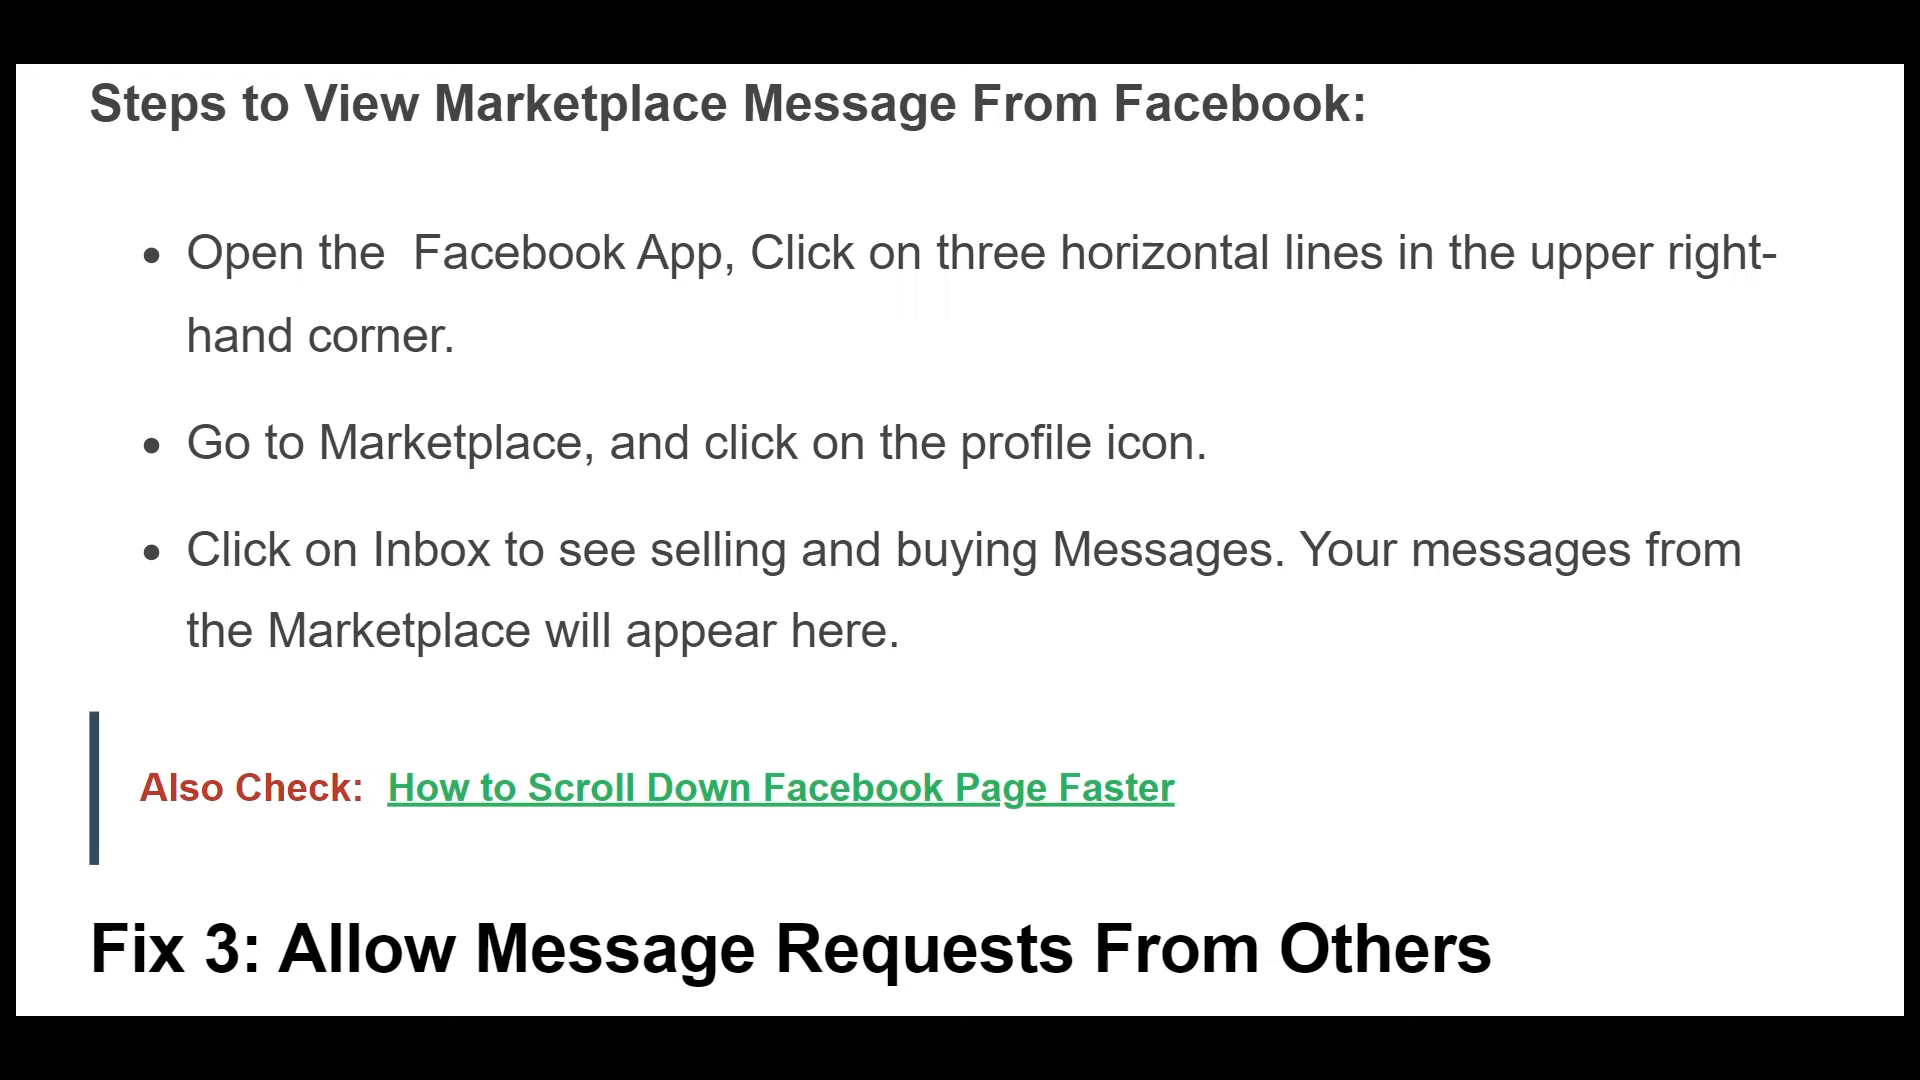 Steps to View Marketplace Message From Facebook:
Open the  Facebook App, Click on three horizontal lines in the upper right-
hand corner.
Go to Marketplace, and click on the profile icon.
Click on Inbox to see selling and buying Messages. Your messages from
the Marketplace will appear here.
Also Check:  How to Scroll Down Facebook Page Faster
Fix 3: Allow Message Requests From Others